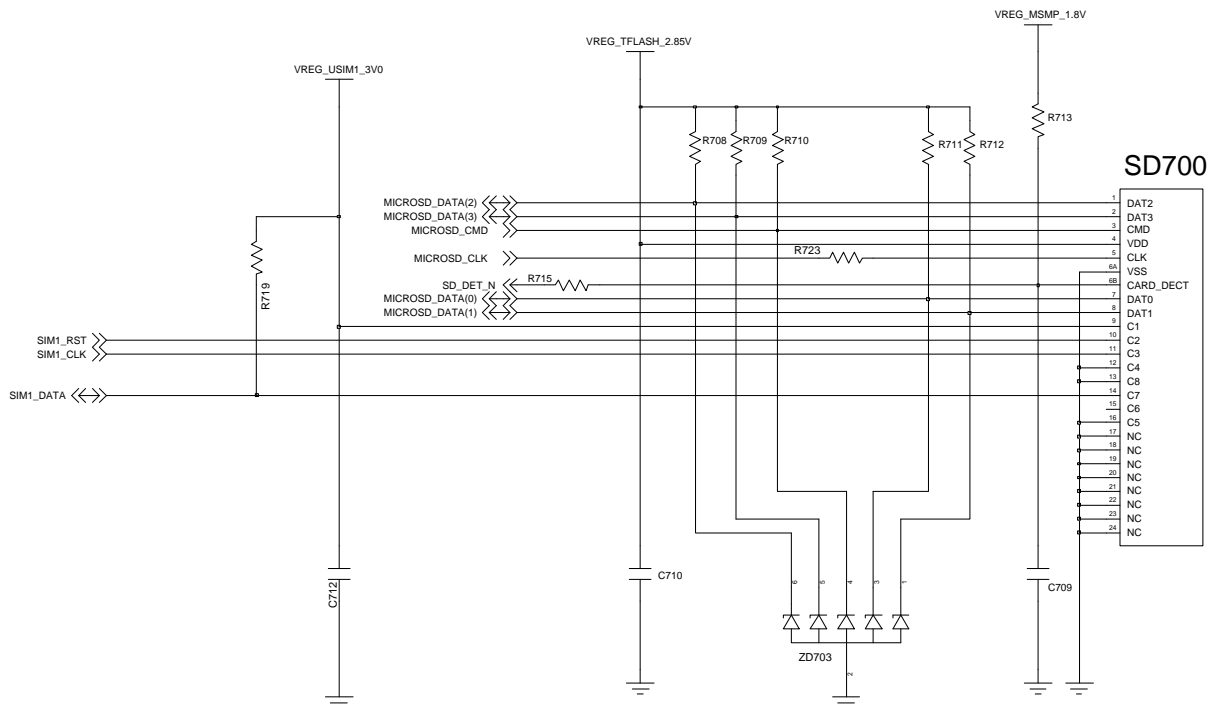 VREG_MSMP_1.8V
VREG_TFLASH_2.85V
VREG_USIM1_3V0
R713
R708
R709
R710
R711
R712
SD700
MICROSD_DATA(2)
1
DAT2
MICROSD_DATA(3)
2
DAT3
MICROSD_CMD
3
CMD
4
VDD
MICROSD_CLK
R723
5
CLK
6A
VSS
SD_DET_N
R715
6B
CARD_DECT
MICROSD_DATA(0)
7
DAT0
MICROSD_DATA(1)
8
DAT1
R719
9
C1
SIM1_RST
10
C2
SIM1_CLK
11
C3
12
C4
13
C8
SIM1_DATA
14
C7
15
C6
16
C5
17
NC
18
NC
19
NC
20
NC
21
NC
22
NC
23
NC
24
NC
C712
C710
C709
6
5
4
3
1
ZD703
2